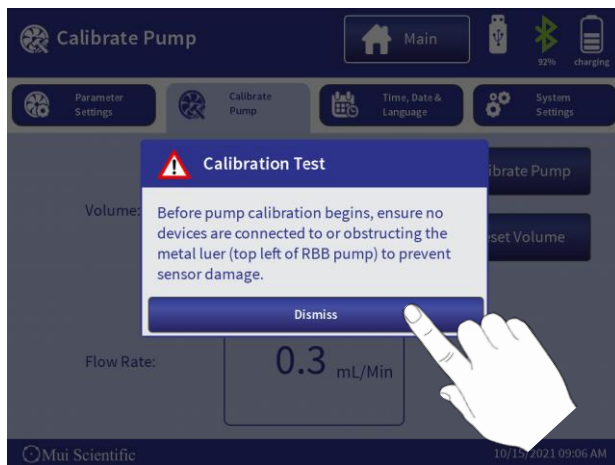 Calibrate Pump
Main
92%
charging
Parameter
Settings
Calibrate
Pump
Time, Date &
Language
System
Settings
Calibration Test
Before pump calibration begins, ensure no
devices are connected to or obstructing the
metal luer (top left of RBB pump) to prevent
sensor damage.
Dismiss
ibrate Pump
Volume:
set Volume
Flow Rate:
0.3 mL/Min
Mui Scientific
10/15/2021 09:06 AM